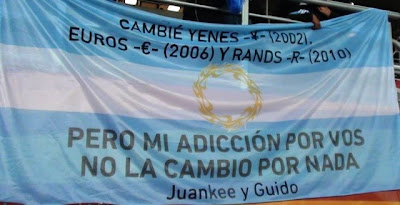 CAMBIÉ YENES -¥- (2002),
EUROS -€- (2006) Y RANDS -R- (2010)
PERO MI ADICCIÓN POR VOS
NO LA CAMBIO POR NADA
Juankee y Guido